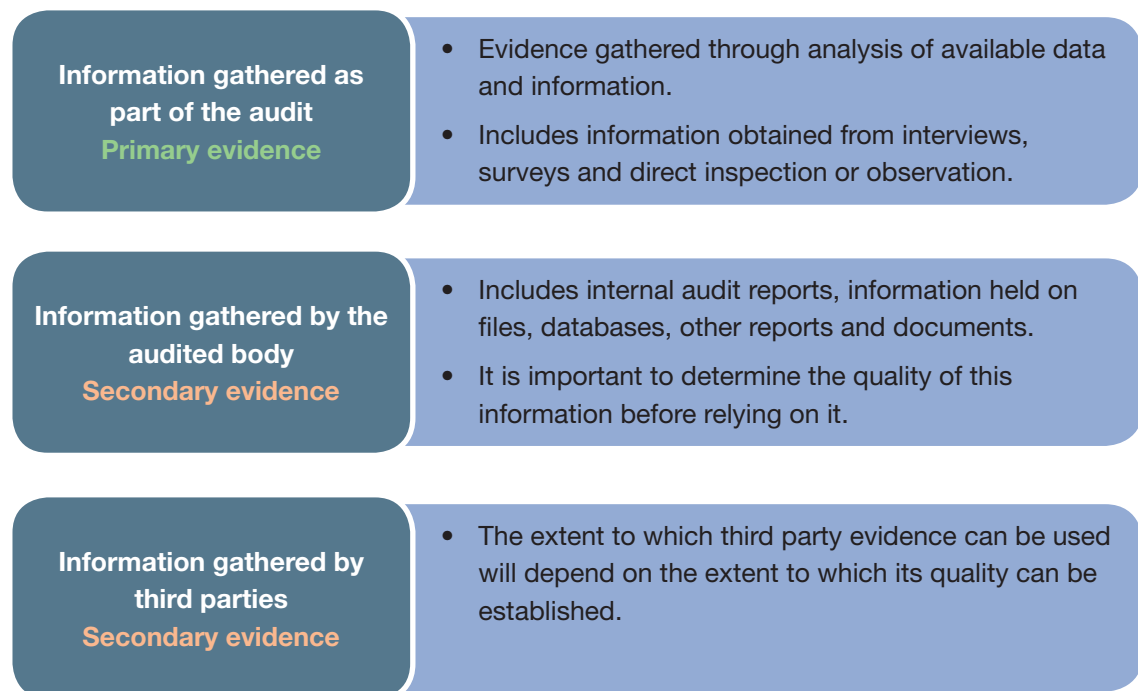 Information gathered as
part of the audit
Primary evidence
• Evidence gathered through analysis of available data
and information.
• Includes information obtained from interviews,
surveys and direct inspection or observation.
Information gathered by the
audited body
Secondary evidence
• Includes internal audit reports, information held on
files, databases, other reports and documents.
• It is important to determine the quality of this
information before relying on it.
Information gathered by
third parties
Secondary evidence
• The extent to which third party evidence can be used
will depend on the extent to which its quality can be
established.